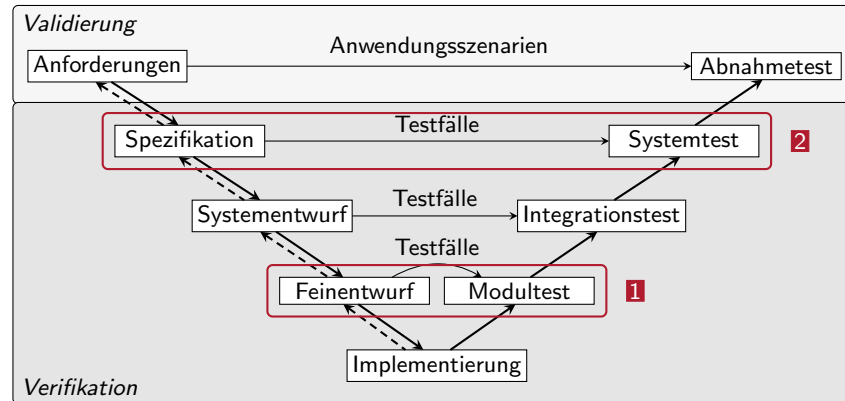 Validierung
Anwendungsszenarien
Anforderungen
Abnahmetest
Testfälle
Spezifikation
Systemtest
2
Testfälle
Systementwurf
Integrationstest
Testfälle
Feinentwurf
Modultest
1
Implementierung
Verifikation